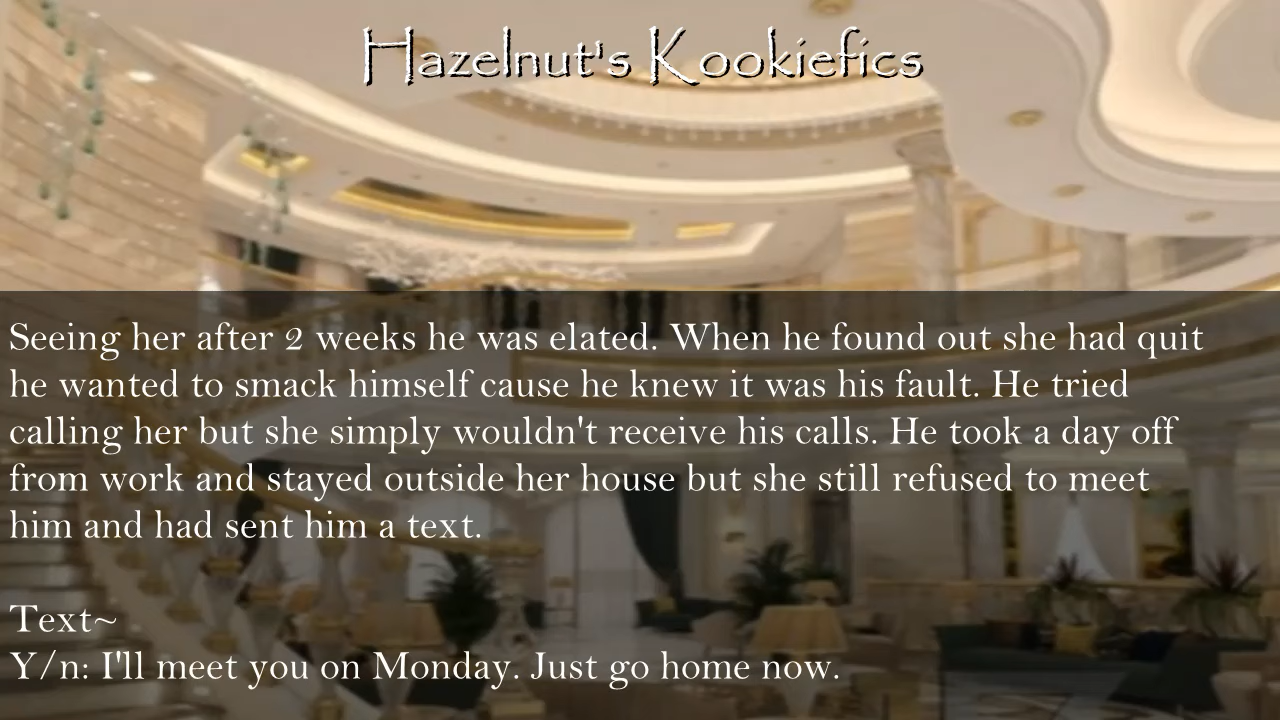 Hazelnut's Kookiefics
Seeing her after 2 weeks he was elated. When he found out she had quit
he wanted to smack himself cause he knew it was his fault. He tried
calling her but she simply wouldn't receive his calls. He took a day off
from work and stayed outside her house but she still refused to meet
him and had sent him a text.
Text~
Y/n: I'll meet you on Monday. Just go home now.